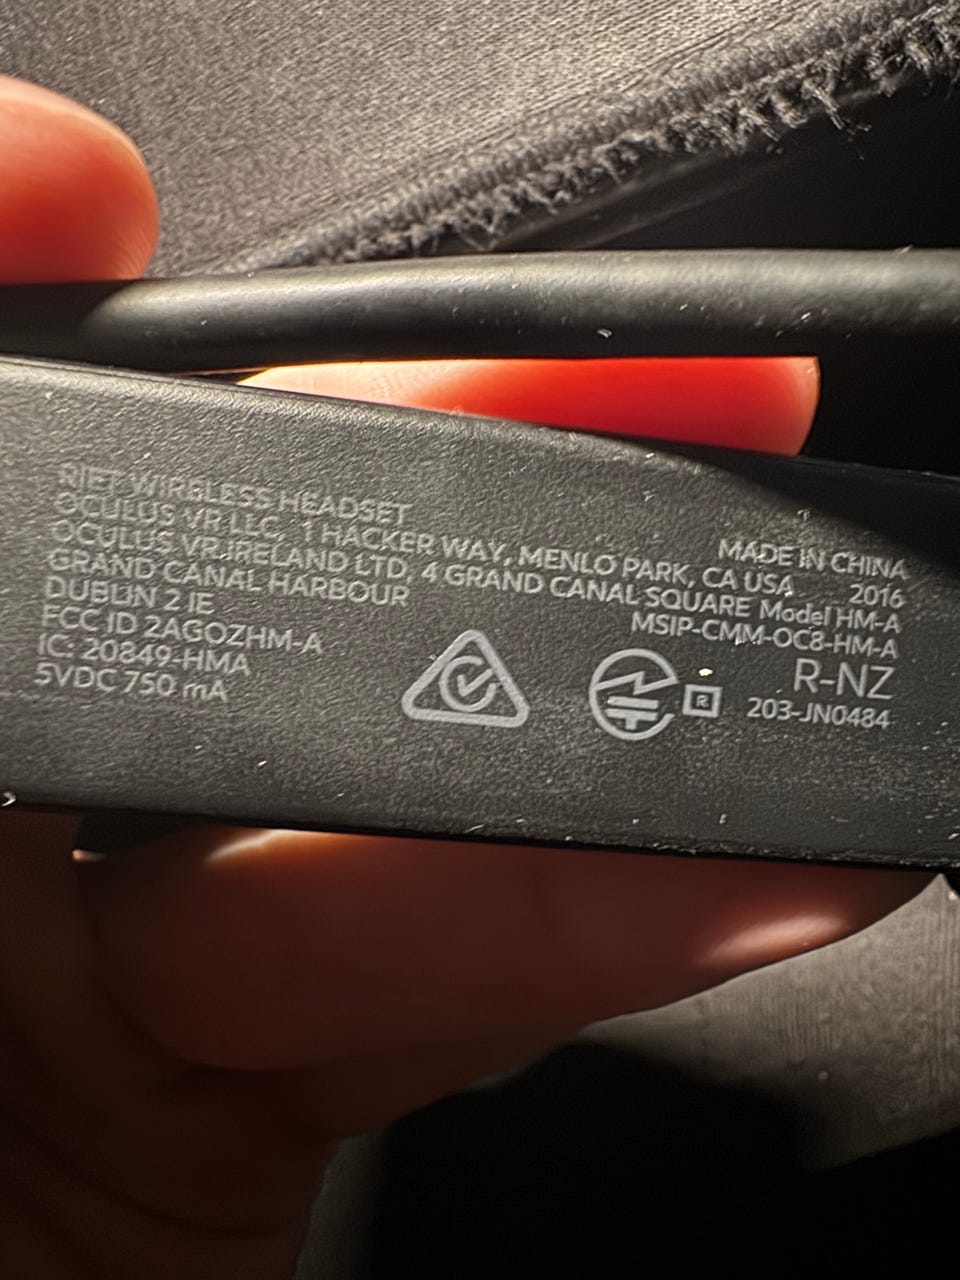 RIFT WIRELESS HEADSET MADE IN CHINA
OCULUS VR LLC, 1 HACKER WAY, MENLO PARK, CA USA 2016
OCULUS VR IRELAND LTD, 4 GRAND CANAL SQUARE Model HM-A
GRAND CANAL HARBOUR MSIP-CMM-OC8-HM-A
DUBLIN 2 IE
FCC ID 2AGOZHM-A
IC: 20849-HMA
5VDC 750 mA
R
R-NZ
203-JN0484